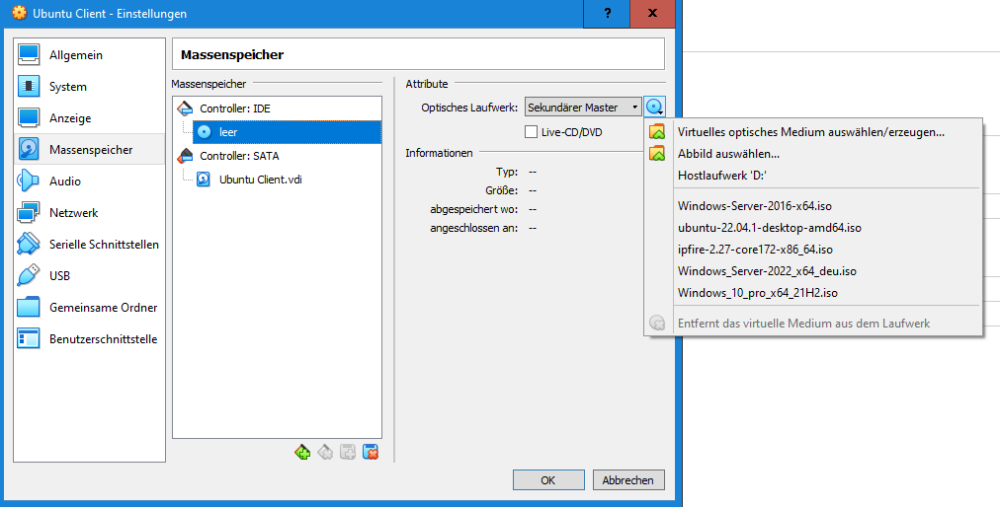 Ubuntu Client - Einstellungen
?
x
Allgemein
System
Anzeige
Massenspeicher
Audio
Netzwerk
Serielle Schnittstellen
USB
Gemeinsame Ordner
Benutzerschnittstelle
Massenspeicher
Massenspeicher
Controller: IDE
leer
Controller: SATA
Ubuntu Client.vdi
Attribute
Optisches Laufwerk: Sekundärer Master
Live-CD/DVD
Informationen
Typ: --
Größe: --
abgespeichert wo: --
angeschlossen an: --
Virtuelles optisches Medium auswählen/erzeugen...
Abbild auswählen...
Hostlaufwerk 'D:'
Windows-Server-2016-x64.iso
ubuntu-22.04.1-desktop-amd64.iso
ipfire-2.27-core172-x86_64.iso
Windows_Server-2022_x64_deu.iso
Windows_10_pro_x64_21H2.iso
Entfernt das virtuelle Medium aus dem Laufwerk
OK
Abbrechen